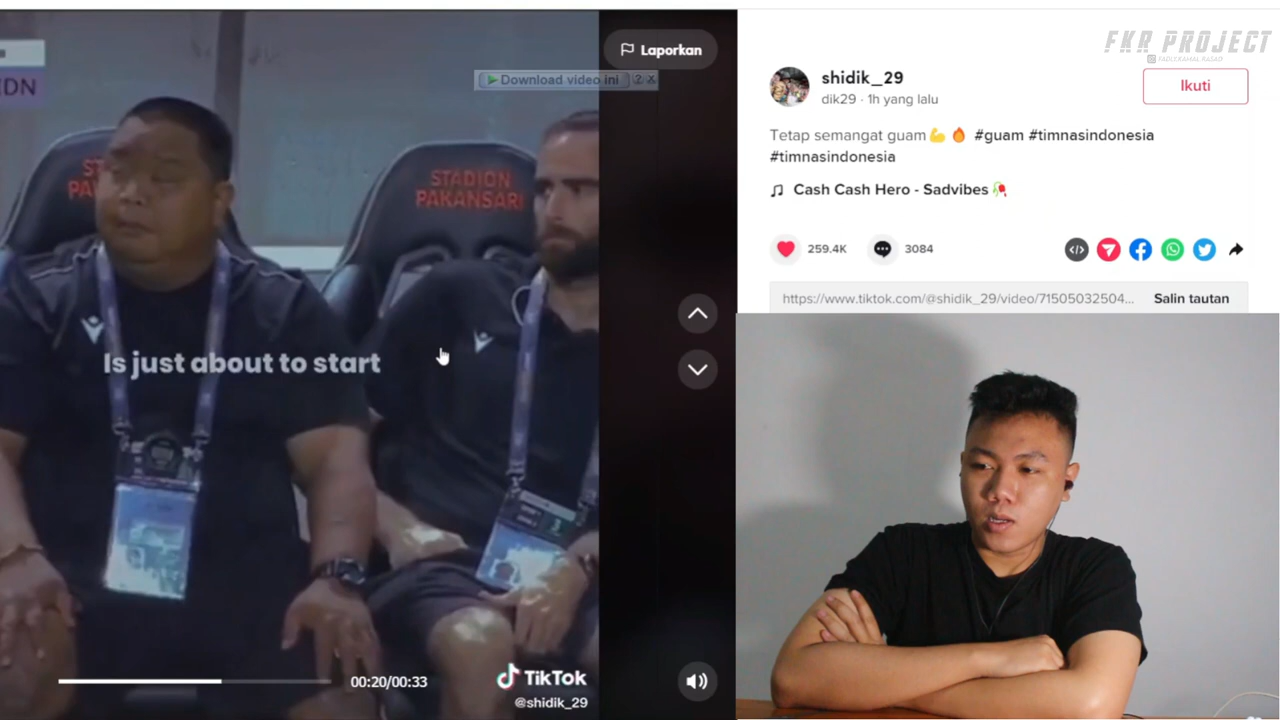 IDN
Laporkan
Download video ini ? X
STADION
PAKANSARI
Is just about to start
00:20/00:33
TikTok
@shidik_29
FKR PROJECT
shidik_29
dik29 · 1h yang lalu
Ikuti
Tetap semangat guam💪🔥 #guam #timnasindonesia
#timnasindonesia
Cash Cash Hero - Sadvibes🥀
259.4K
3084
https://www.tiktok.com/@shidik_29/video/71505032504...
Salin tautan